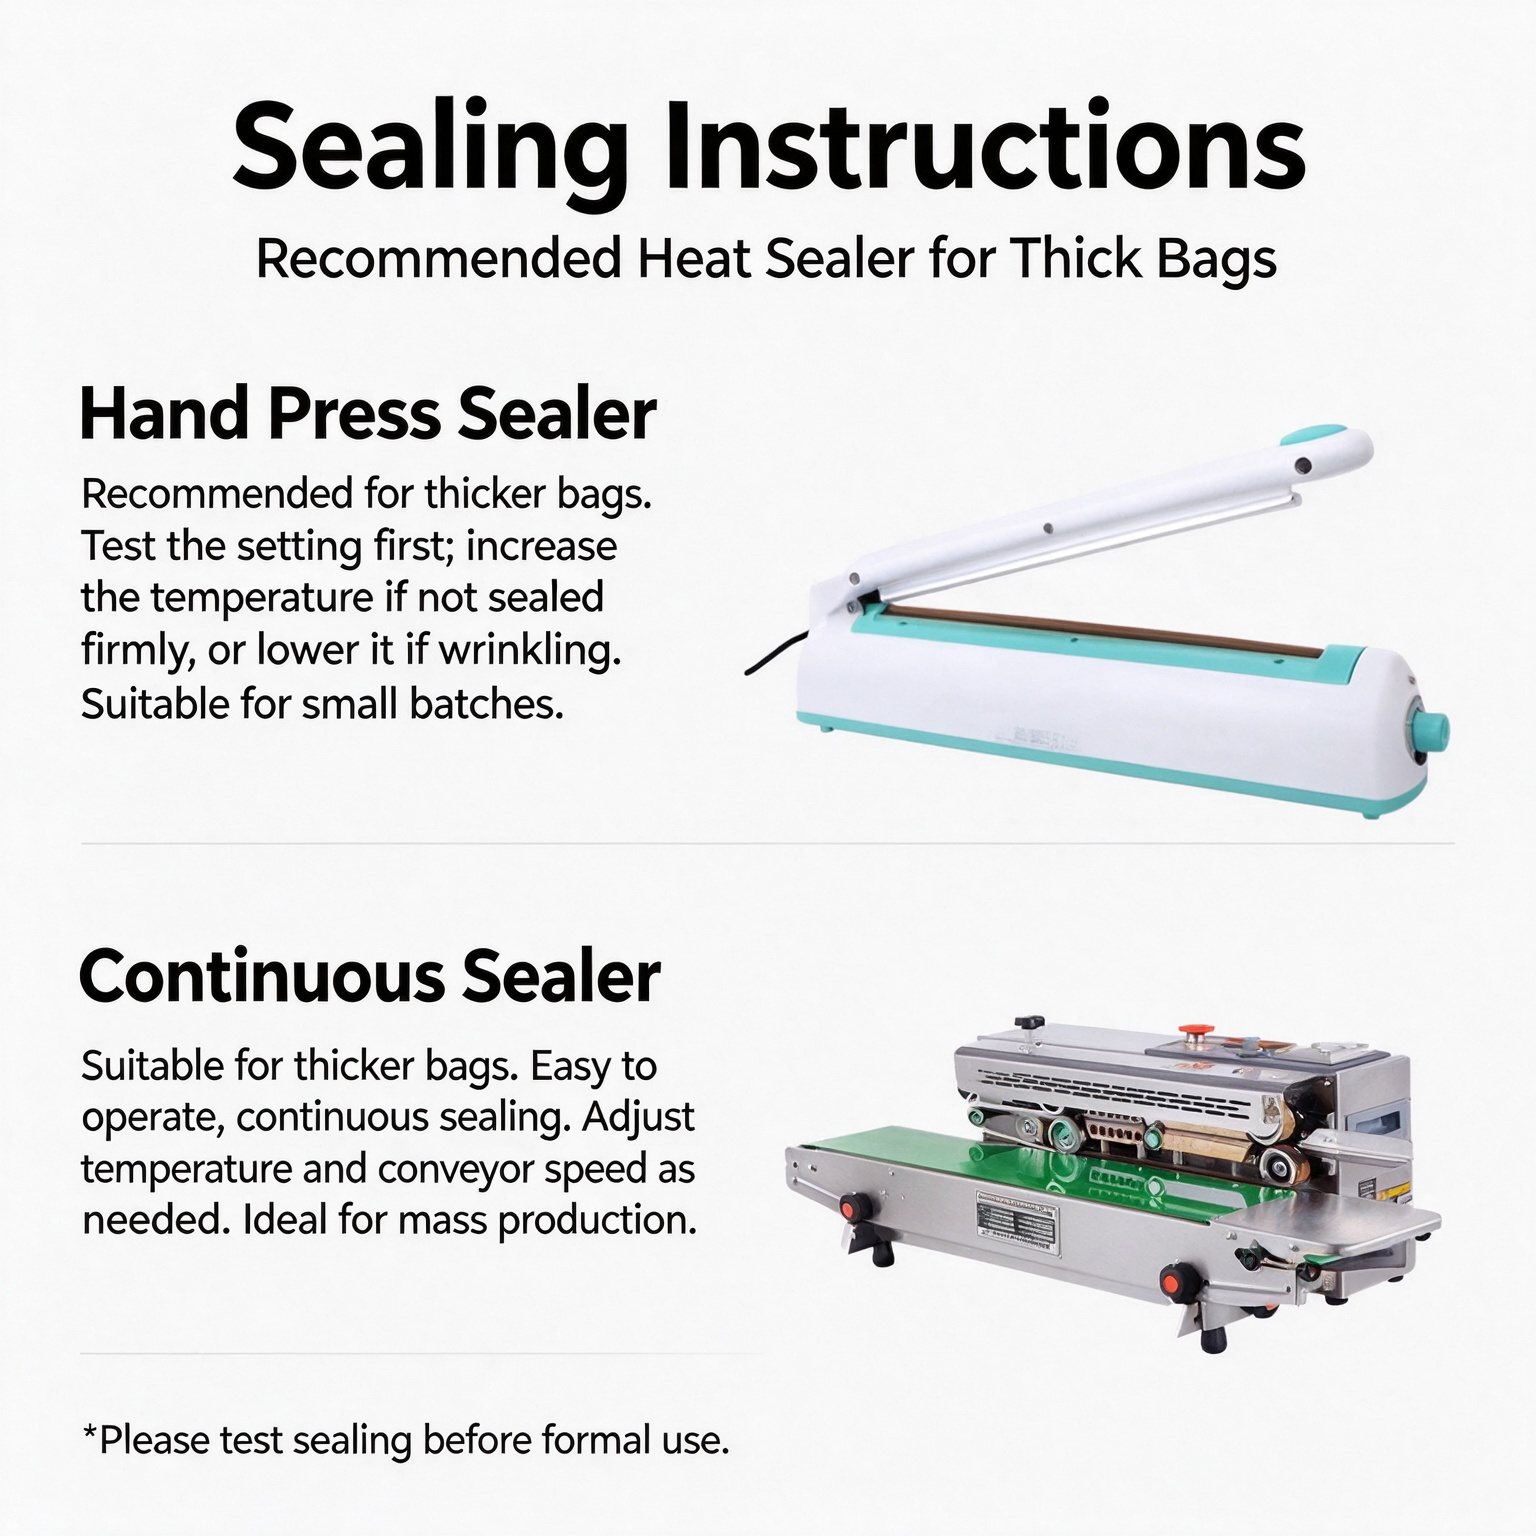 Sealing Instructions
Recommended Heat Sealer for Thick Bags
Hand Press Sealer
Recommended for thicker bags.
Test the setting first; increase
the temperature if not sealed
firmly, or lower it if wrinkling.
Suitable for small batches.
Continuous Sealer
Suitable for thicker bags. Easy to
operate, continuous sealing. Adjust
temperature and conveyor speed as
needed. Ideal for mass production.
*Please test sealing before formal use.